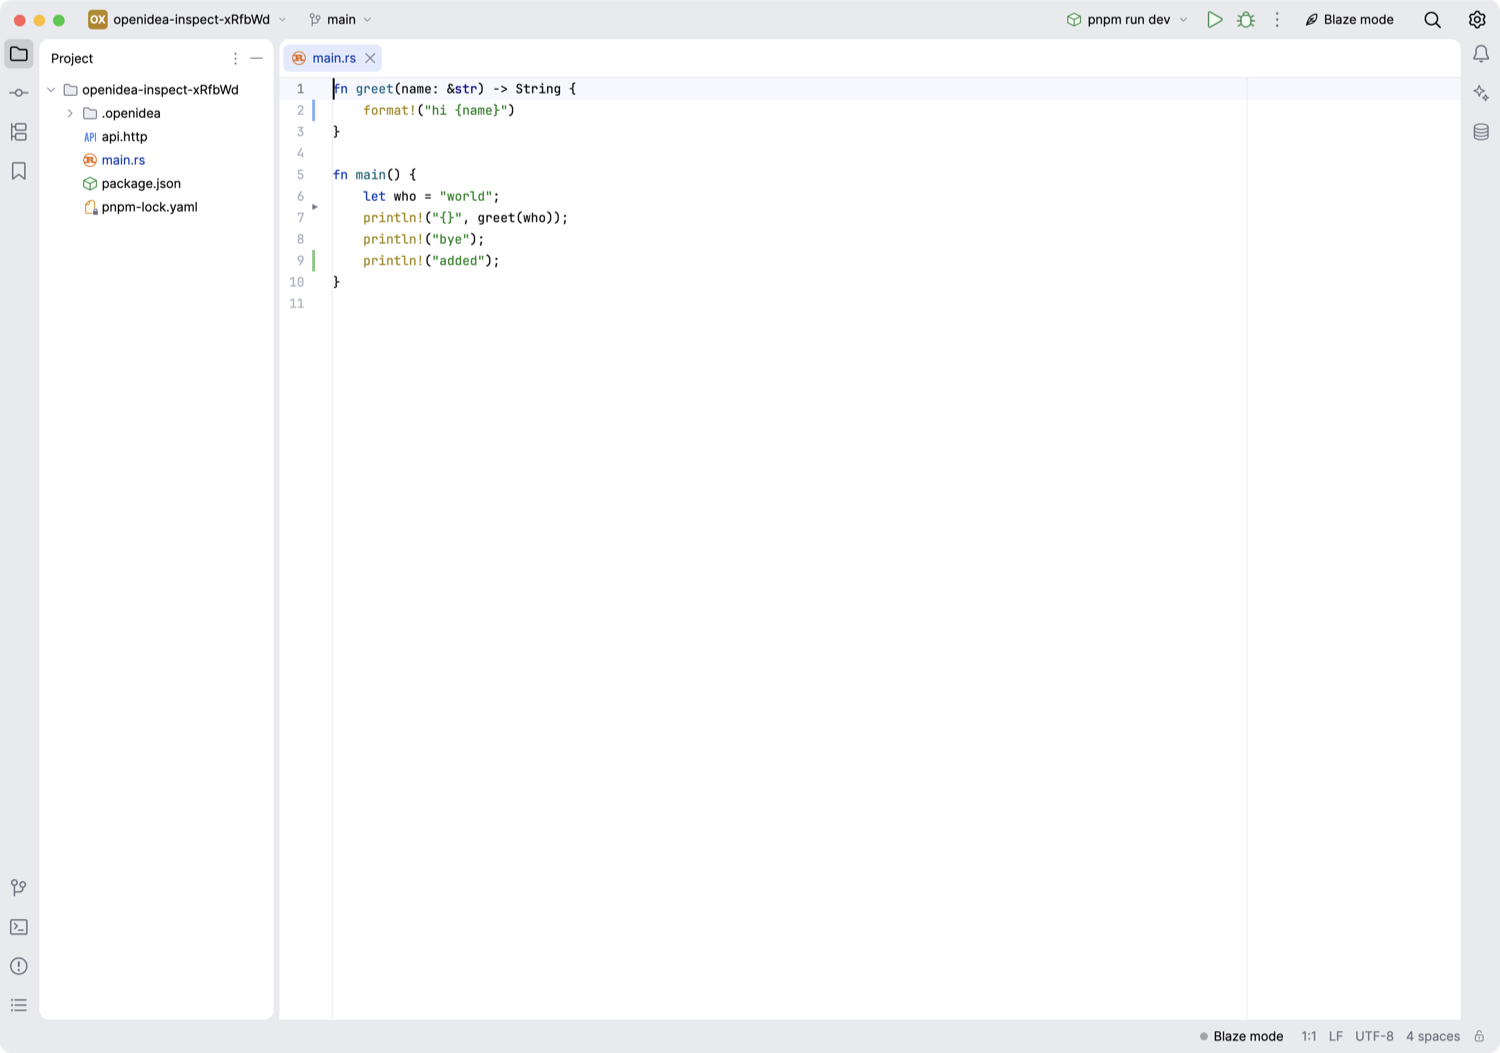 OX openidea-inspect-xRfbWd main pnpm run dev Blaze mode
Project
openidea-inspect-xRfbWd
.openidea
API api.http
main.rs
package.json
pnpm-lock.yaml
main.rs
1 fn greet(name: &str) -> String {
2     format!("hi {name}")
3 }
4
5 fn main() {
6     let who = "world";
7     println!("{}", greet(who));
8     println!("bye");
9     println!("added");
10 }
11
Blaze mode 1:1 LF UTF-8 4 spaces